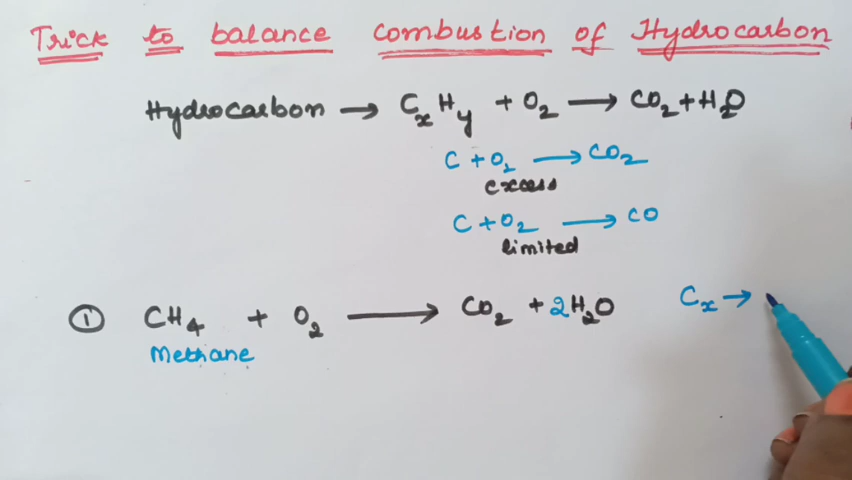 Trick to balance combustion of Hydrocarbon
Hydrocarbon → CₓHᵧ + O₂ → CO₂ + H₂O
C + O₂ → CO₂
excess
C + O₂ → CO
limited
① CH₄ + O₂ → CO₂ + 2H₂O Cₓ →
Methane